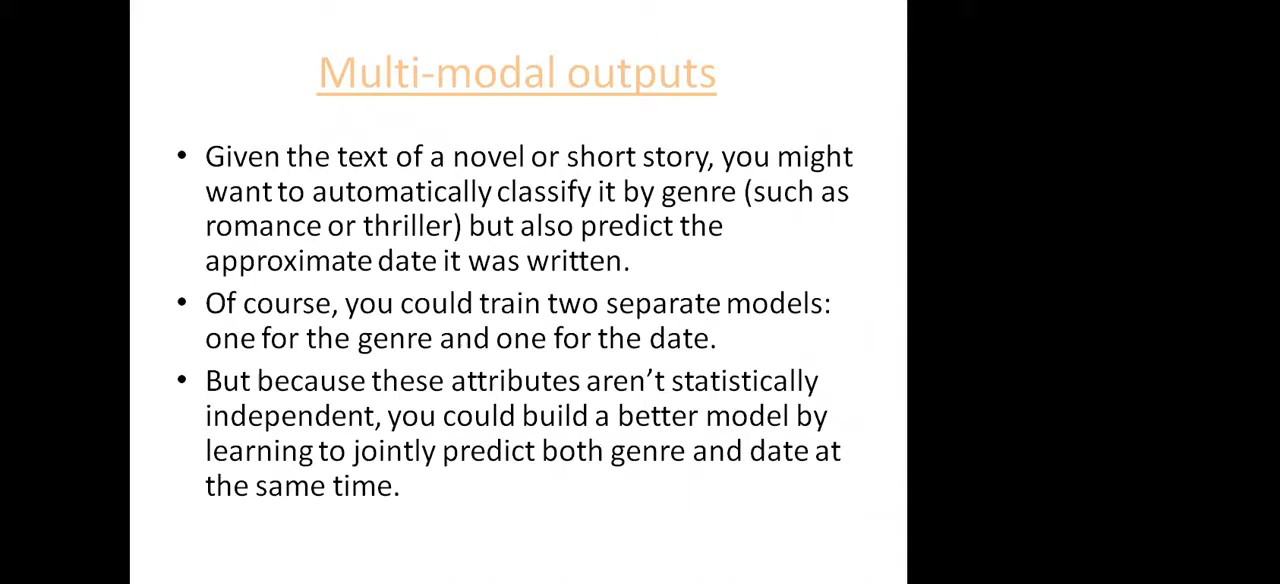 Multi-modal outputs
• Given the text of a novel or short story, you might
want to automatically classify it by genre (such as
romance or thriller) but also predict the
approximate date it was written.
• Of course, you could train two separate models:
one for the genre and one for the date.
• But because these attributes aren’t statistically
independent, you could build a better model by
learning to jointly predict both genre and date at
the same time.